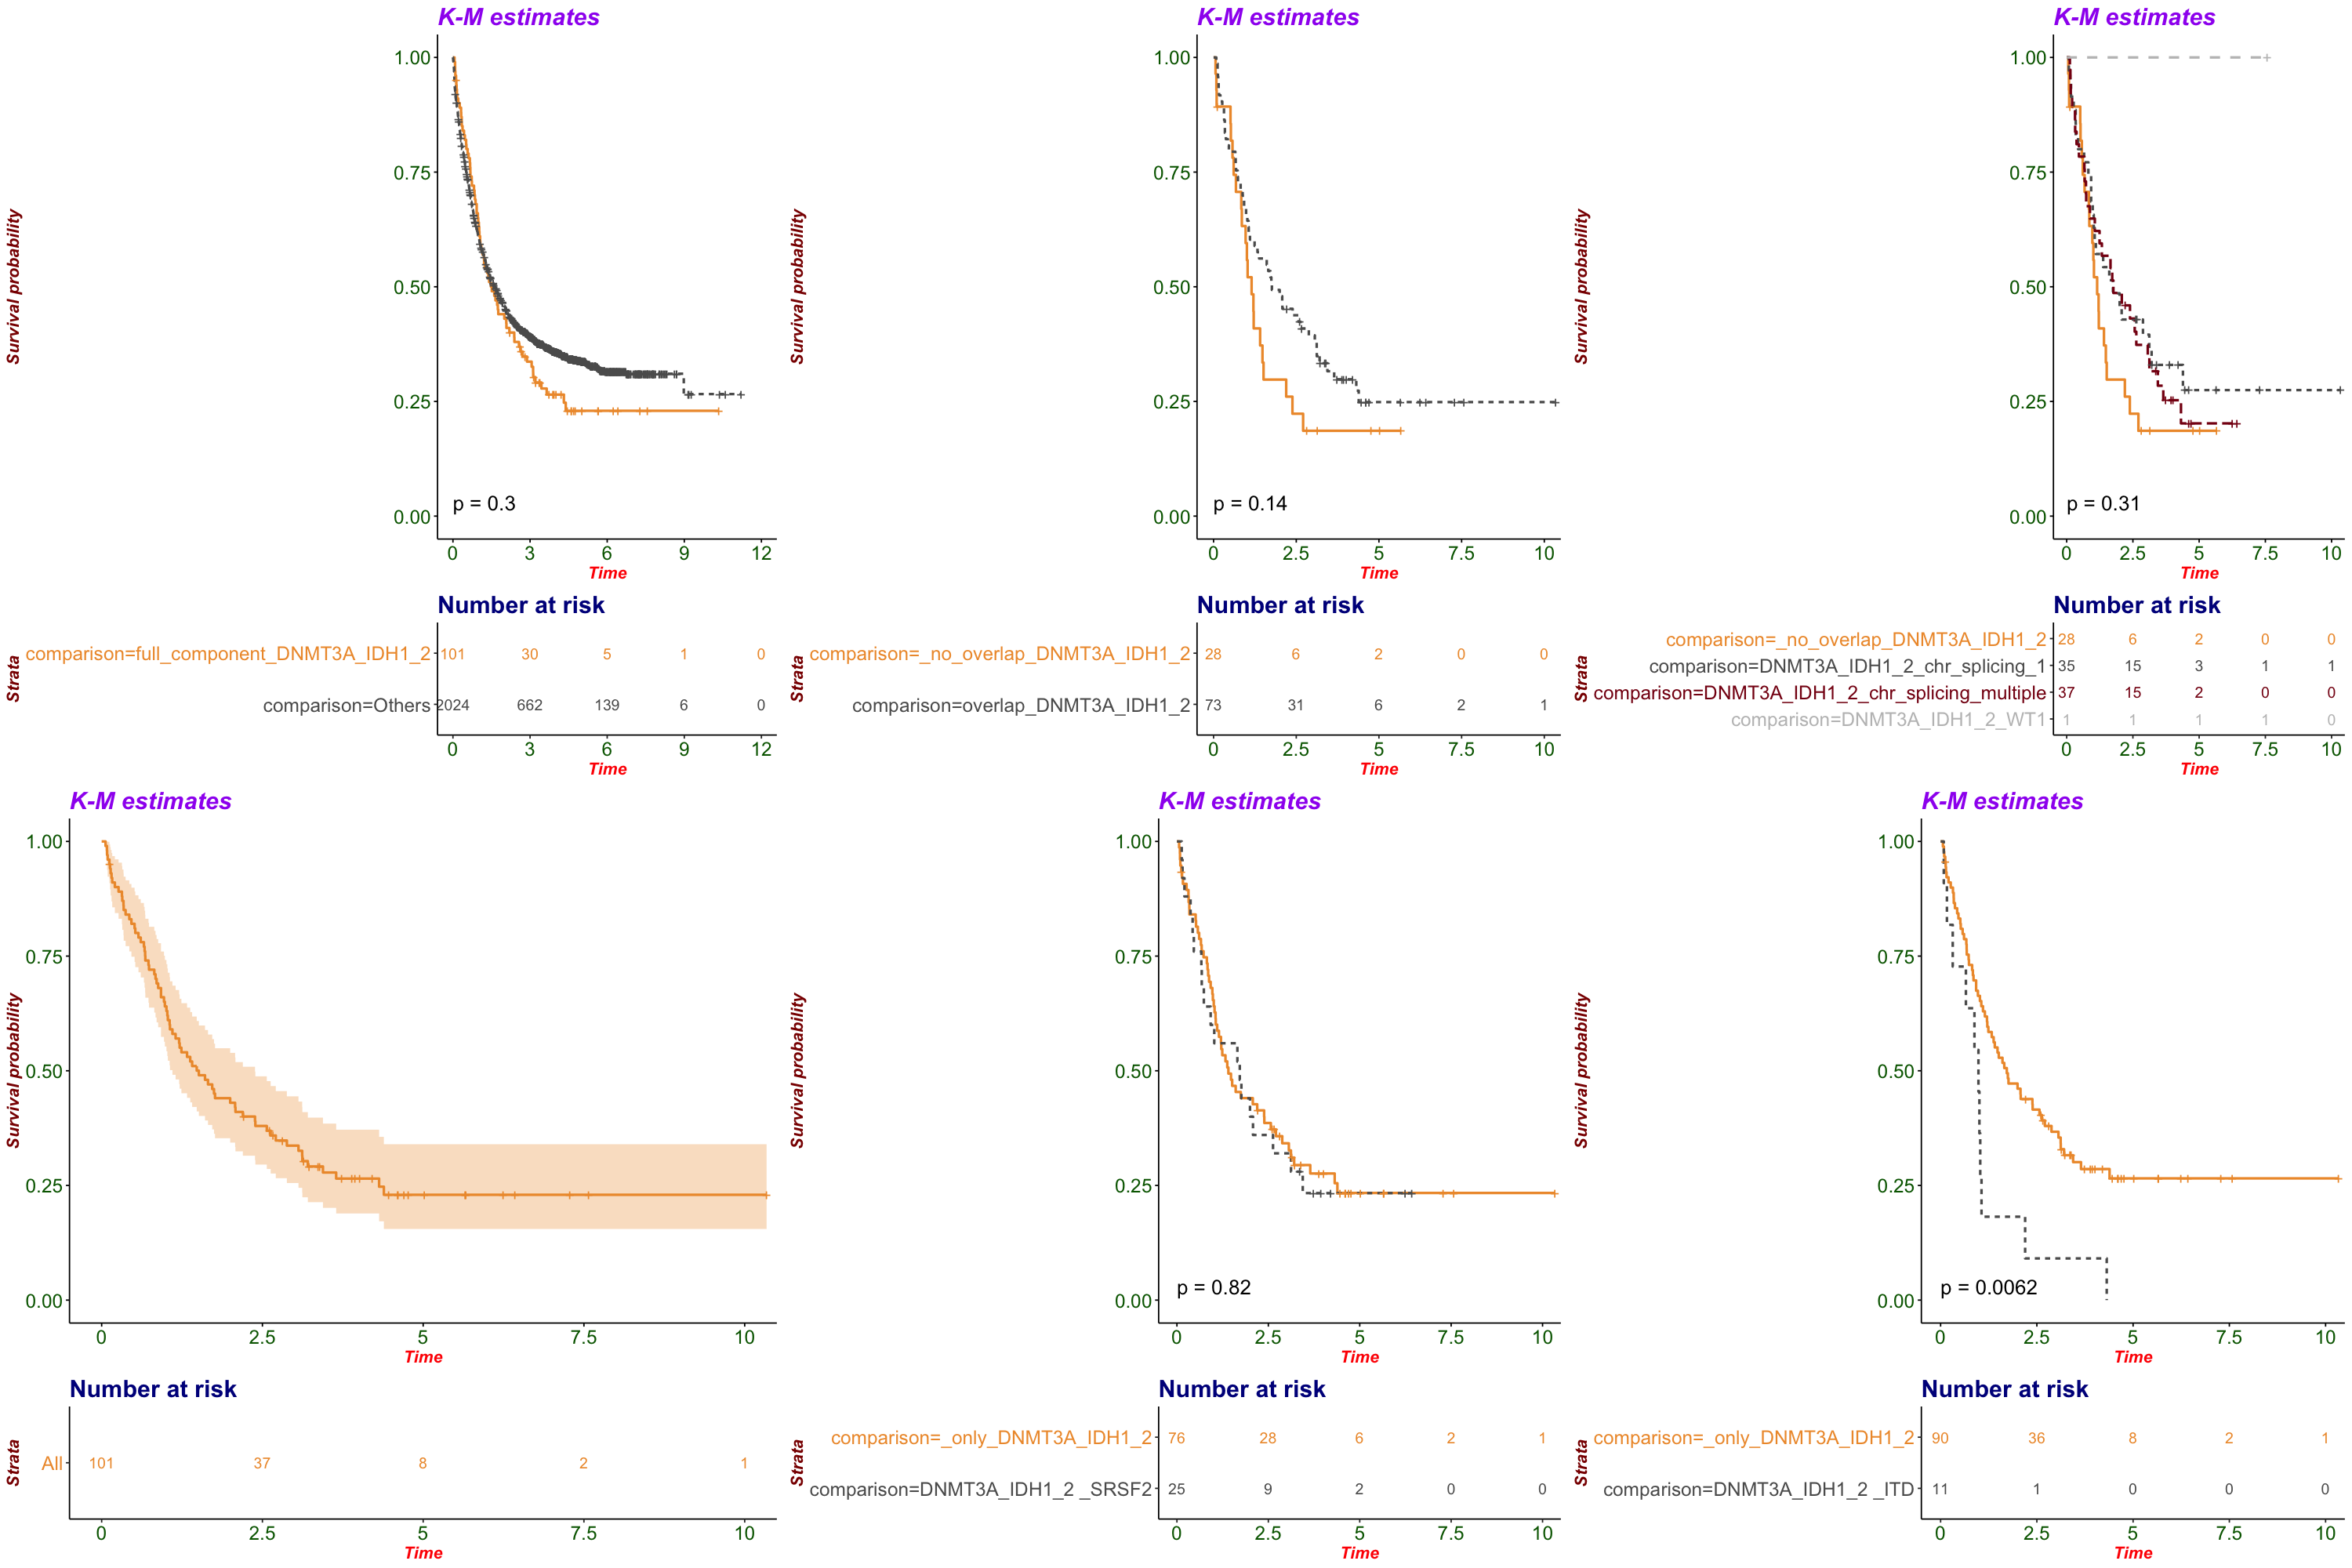 K-M estimates
Survival probability
1.00
0.75
0.50
0.25
0.00
p = 0.3
0 3 6 9 12
Time
Number at risk
Strata
comparison=full_component_DNMT3A_IDH1_2 101 30 5 1 0
comparison=Others 2024 662 139 6 0
0 3 6 9 12
Time
K-M estimates
Survival probability
1.00
0.75
0.50
0.25
0.00
p = 0.14
0 2.5 5 7.5 10
Time
Number at risk
Strata
comparison=_no_overlap_DNMT3A_IDH1_2 28 6 2 0 0
comparison=overlap_DNMT3A_IDH1_2 73 31 6 2 1
0 2.5 5 7.5 10
Time
K-M estimates
Survival probability
1.00
0.75
0.50
0.25
0.00
p = 0.31
0 2.5 5 7.5 10
Time
Number at risk
Strata
comparison=_no_overlap_DNMT3A_IDH1_2 28 6 2 0 0
comparison=DNMT3A_IDH1_2_chr_splicing_1 35 15 3 1 1
comparison=DNMT3A_IDH1_2_chr_splicing_multiple 37 15 2 0 0
comparison=DNMT3A_IDH1_2_WT1 1 1 1 1 0
0 2.5 5 7.5 10
Time
K-M estimates
Survival probability
1.00
0.75
0.50
0.25
0.00
0 2.5 5 7.5 10
Time
Number at risk
Strata
All 101 37 8 2 1
0 2.5 5 7.5 10
Time
K-M estimates
Survival probability
1.00
0.75
0.50
0.25
0.00
p = 0.82
0 2.5 5 7.5 10
Time
Number at risk
Strata
comparison=_only_DNMT3A_IDH1_2 76 28 6 2 1
comparison=DNMT3A_IDH1_2 _SRSF2 25 9 2 0 0
0 2.5 5 7.5 10
Time
K-M estimates
Survival probability
1.00
0.75
0.50
0.25
0.00
p = 0.0062
0 2.5 5 7.5 10
Time
Number at risk
Strata
comparison=_only_DNMT3A_IDH1_2 90 36 8 2 1
comparison=DNMT3A_IDH1_2 _ITD 11 1 0 0 0
0 2.5 5 7.5 10
Time